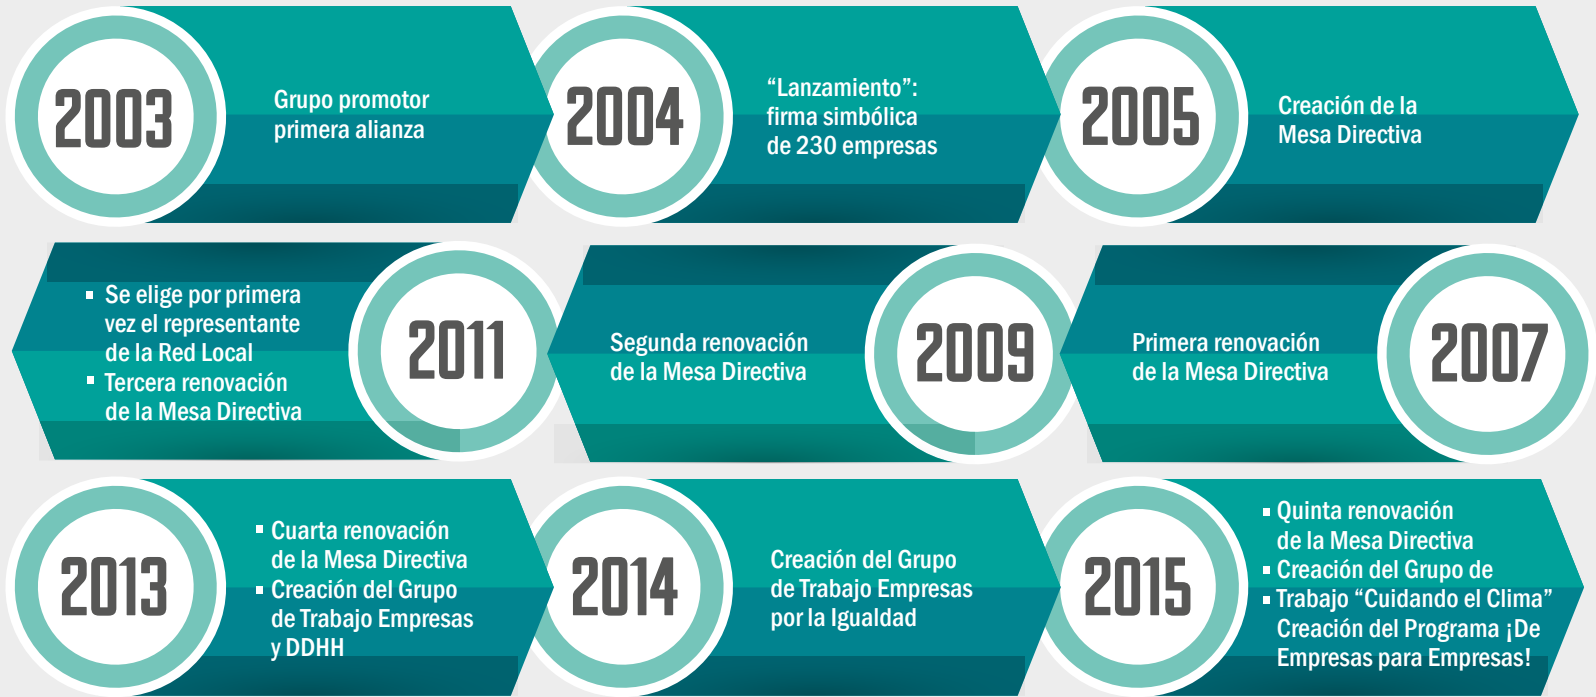 2003
Grupo promotor
primera alianza
2004
“Lanzamiento”:
firma simbólica
de 230 empresas
2005
Creación de la
Mesa Directiva
2007
Primera renovación
de la Mesa Directiva
2009
Segunda renovación
de la Mesa Directiva
2011
▪ Se elige por primera
vez el representante
de la Red Local
▪ Tercera renovación
de la Mesa Directiva
2013
▪ Cuarta renovación
de la Mesa Directiva
▪ Creación del Grupo
de Trabajo Empresas
y DDHH
2014
Creación del Grupo
de Trabajo Empresas
por la Igualdad
2015
▪ Quinta renovación
de la Mesa Directiva
▪ Creación del Grupo de
▪ Trabajo “Cuidando el Clima”
Creación del Programa ¡De
Empresas para Empresas!